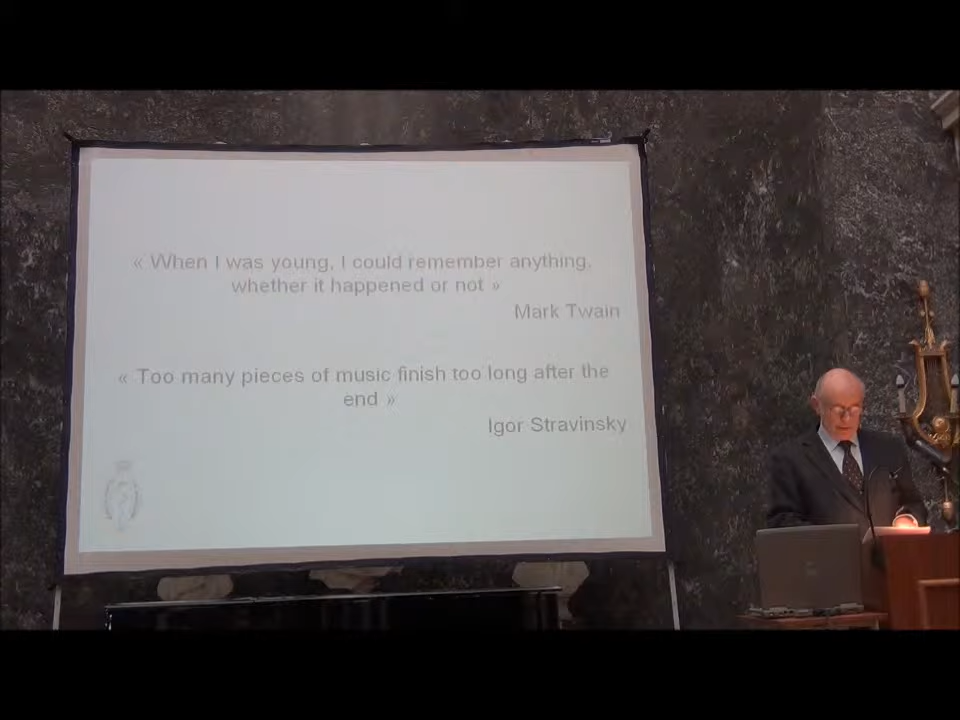 « When I was young, I could remember anything,
whether it happened or not »
Mark Twain
« Too many pieces of music finish too long after the
end »
Igor Stravinsky